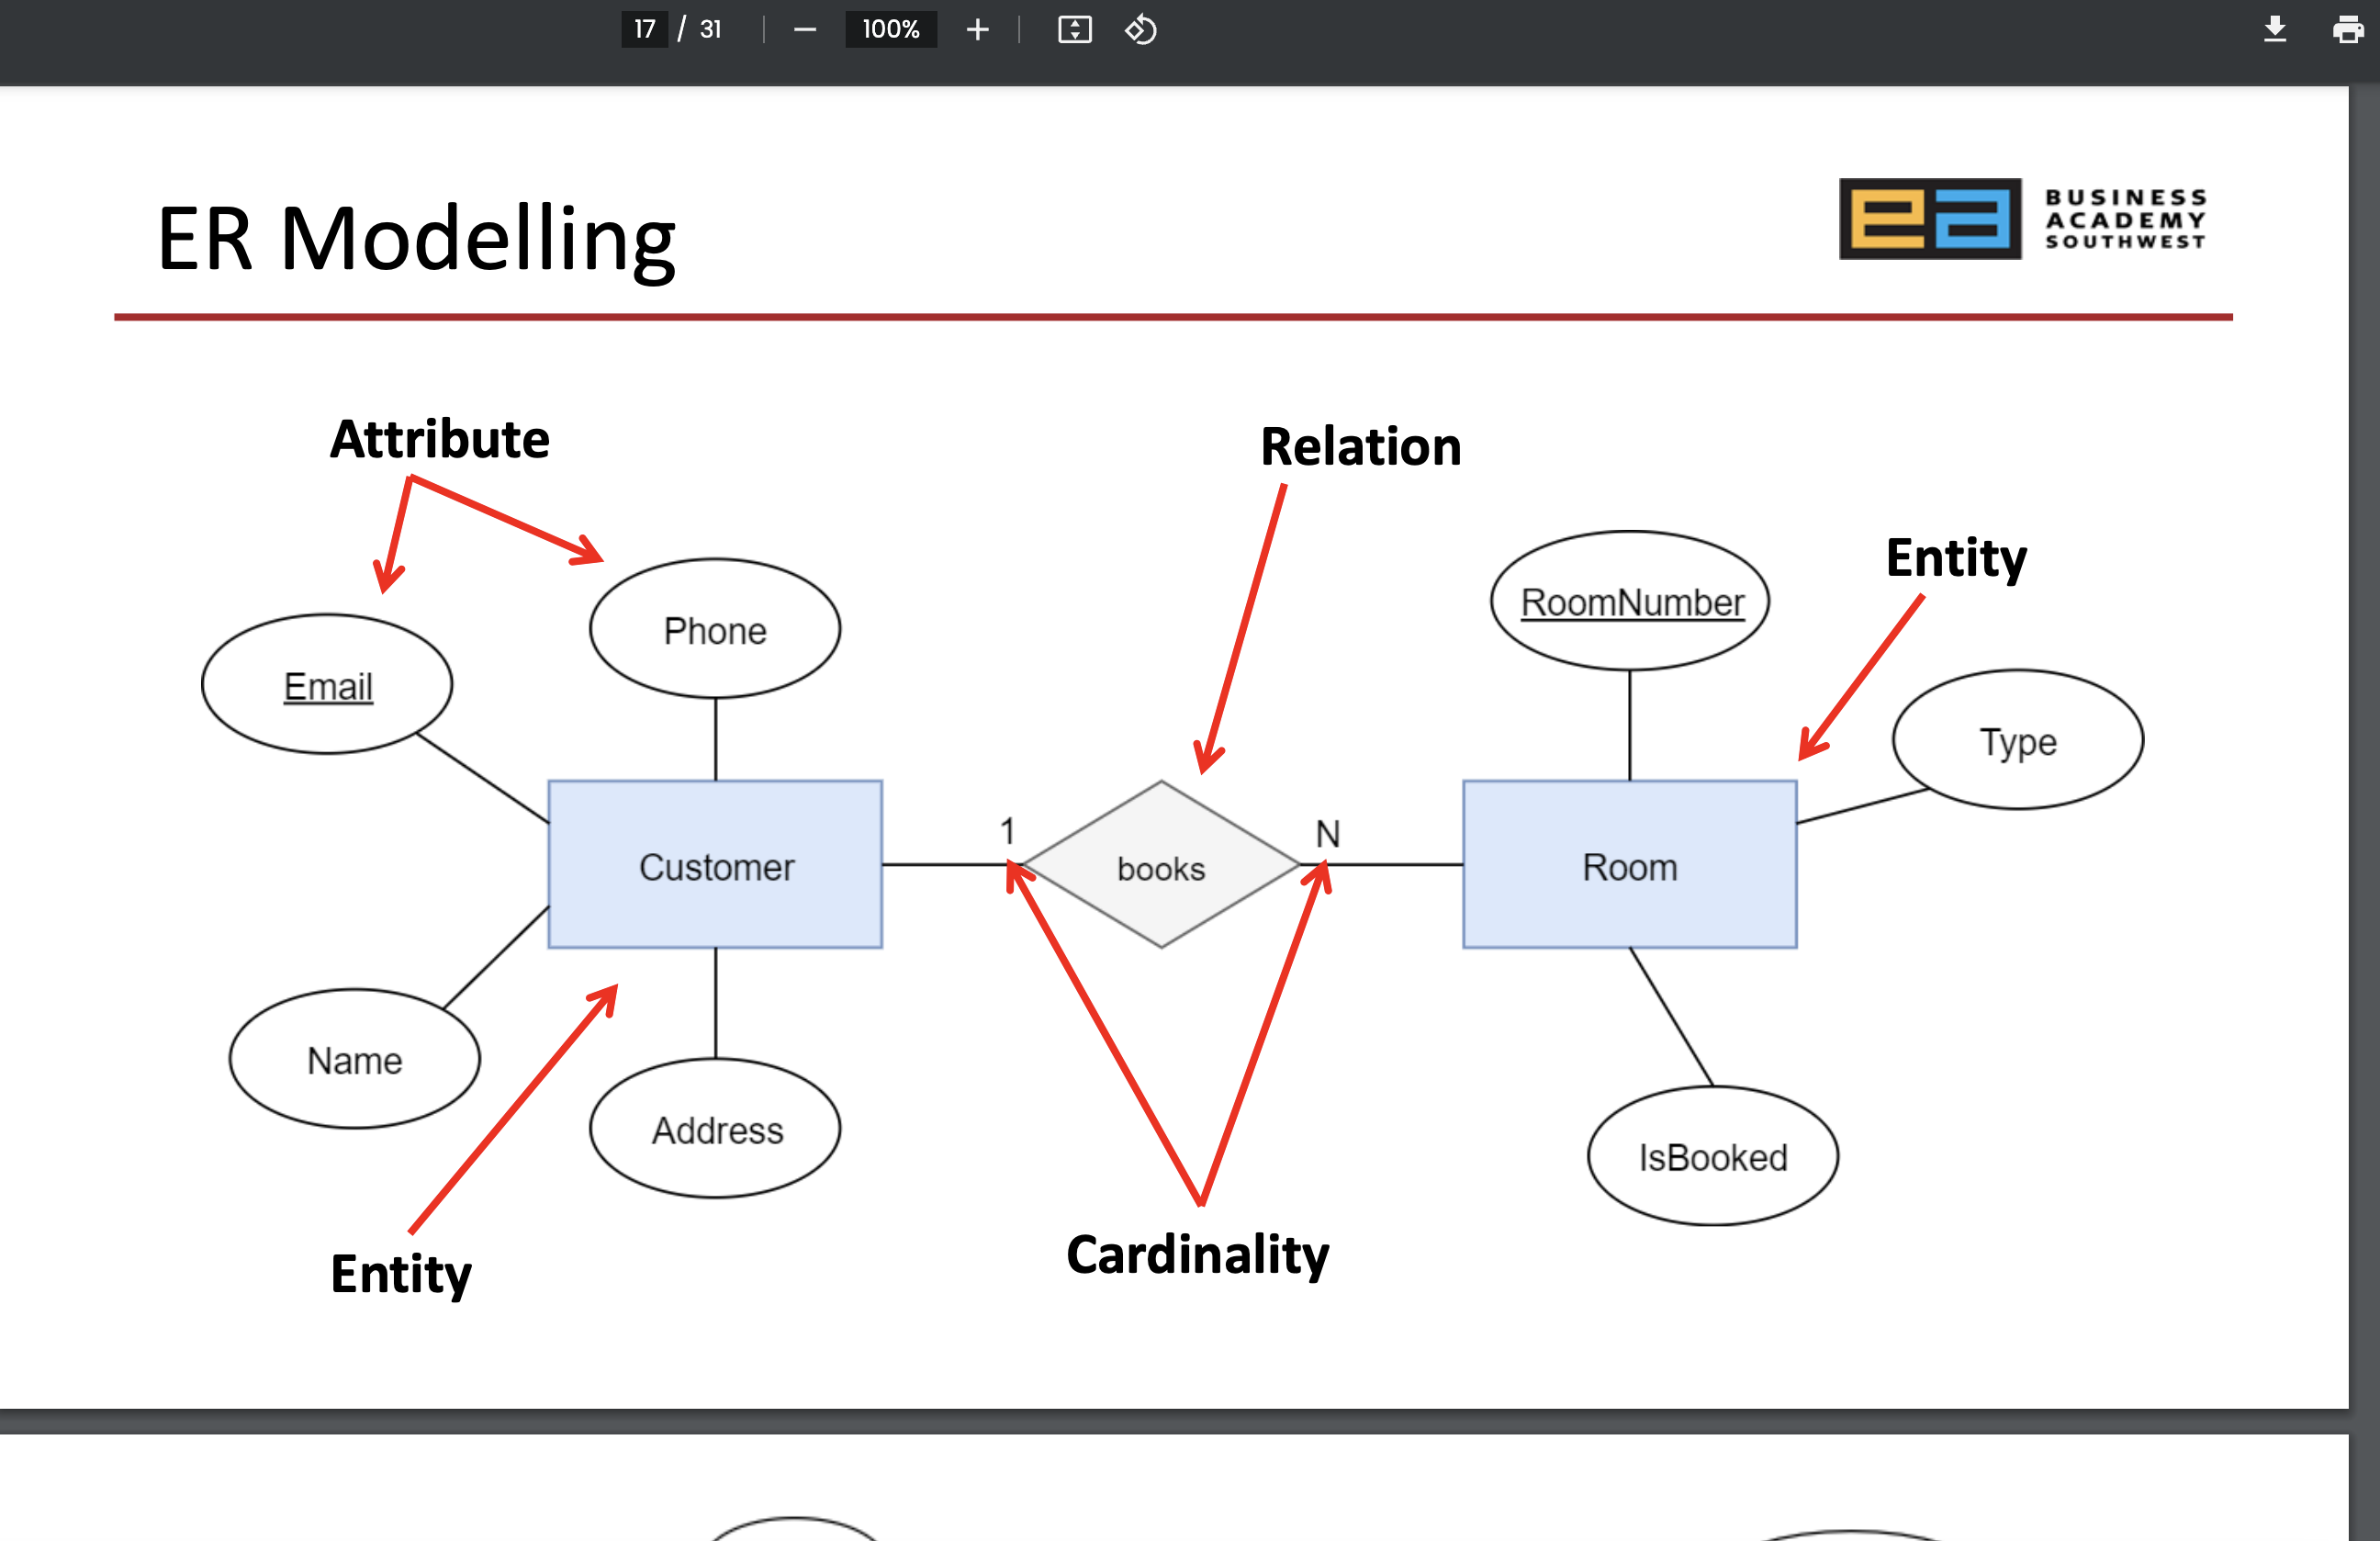 17 / 31
100%
ER Modelling
BUSINESS
ACADEMY
SOUTHWEST
Attribute
Relation
Entity
RoomNumber
Phone
Email
Type
1
N
Customer
books
Room
Name
Address
IsBooked
Cardinality
Entity